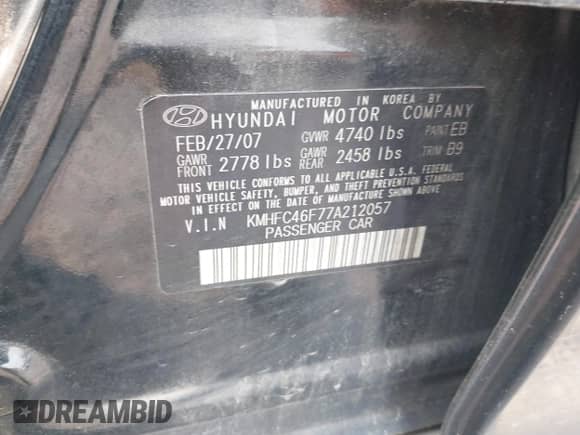 MANUFACTURED IN KOREA BY
HYUNDAI MOTOR COMPANY
FEB/27/07 GVWR 4740 lbs PAINT EB
GAWR FRONT 2778 lbs GAWR REAR 2458 lbs TRIM B9
THIS VEHICLE CONFORMS TO ALL APPLICABLE U.S.A. FEDERAL
MOTOR VEHICLE SAFETY, BUMPER, AND THEFT PREVENTION STANDARDS
IN EFFECT ON THE DATE OF MANUFACTURE SHOWN ABOVE.
V.I.N KMHFC46F77A212057
PASSENGER CAR
DREAMBID